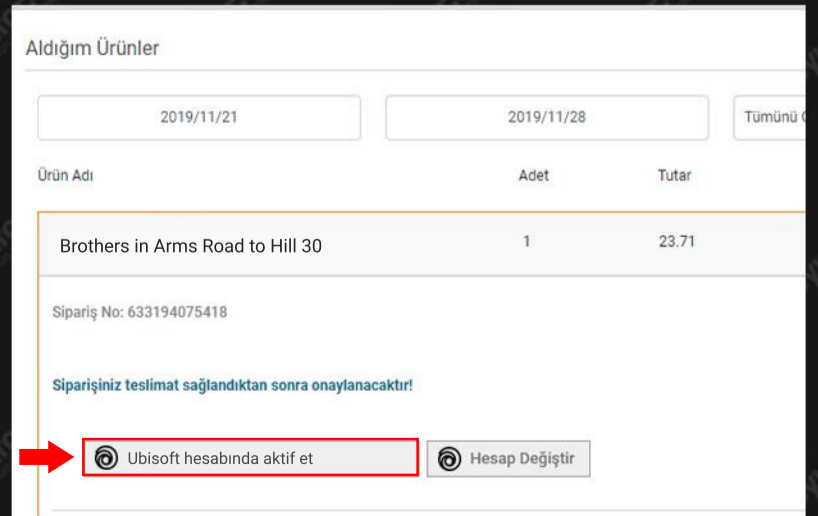 Aldığım Ürünler
2019/11/21 2019/11/28 Tümünü
Ürün Adı Adet Tutar
Brothers in Arms Road to Hill 30 1 23.71
Sipariş No: 633194075418
Siparişiniz teslimat sağlandıktan sonra onaylanacaktır!
Ubisoft hesabında aktif et Hesap Değiştir